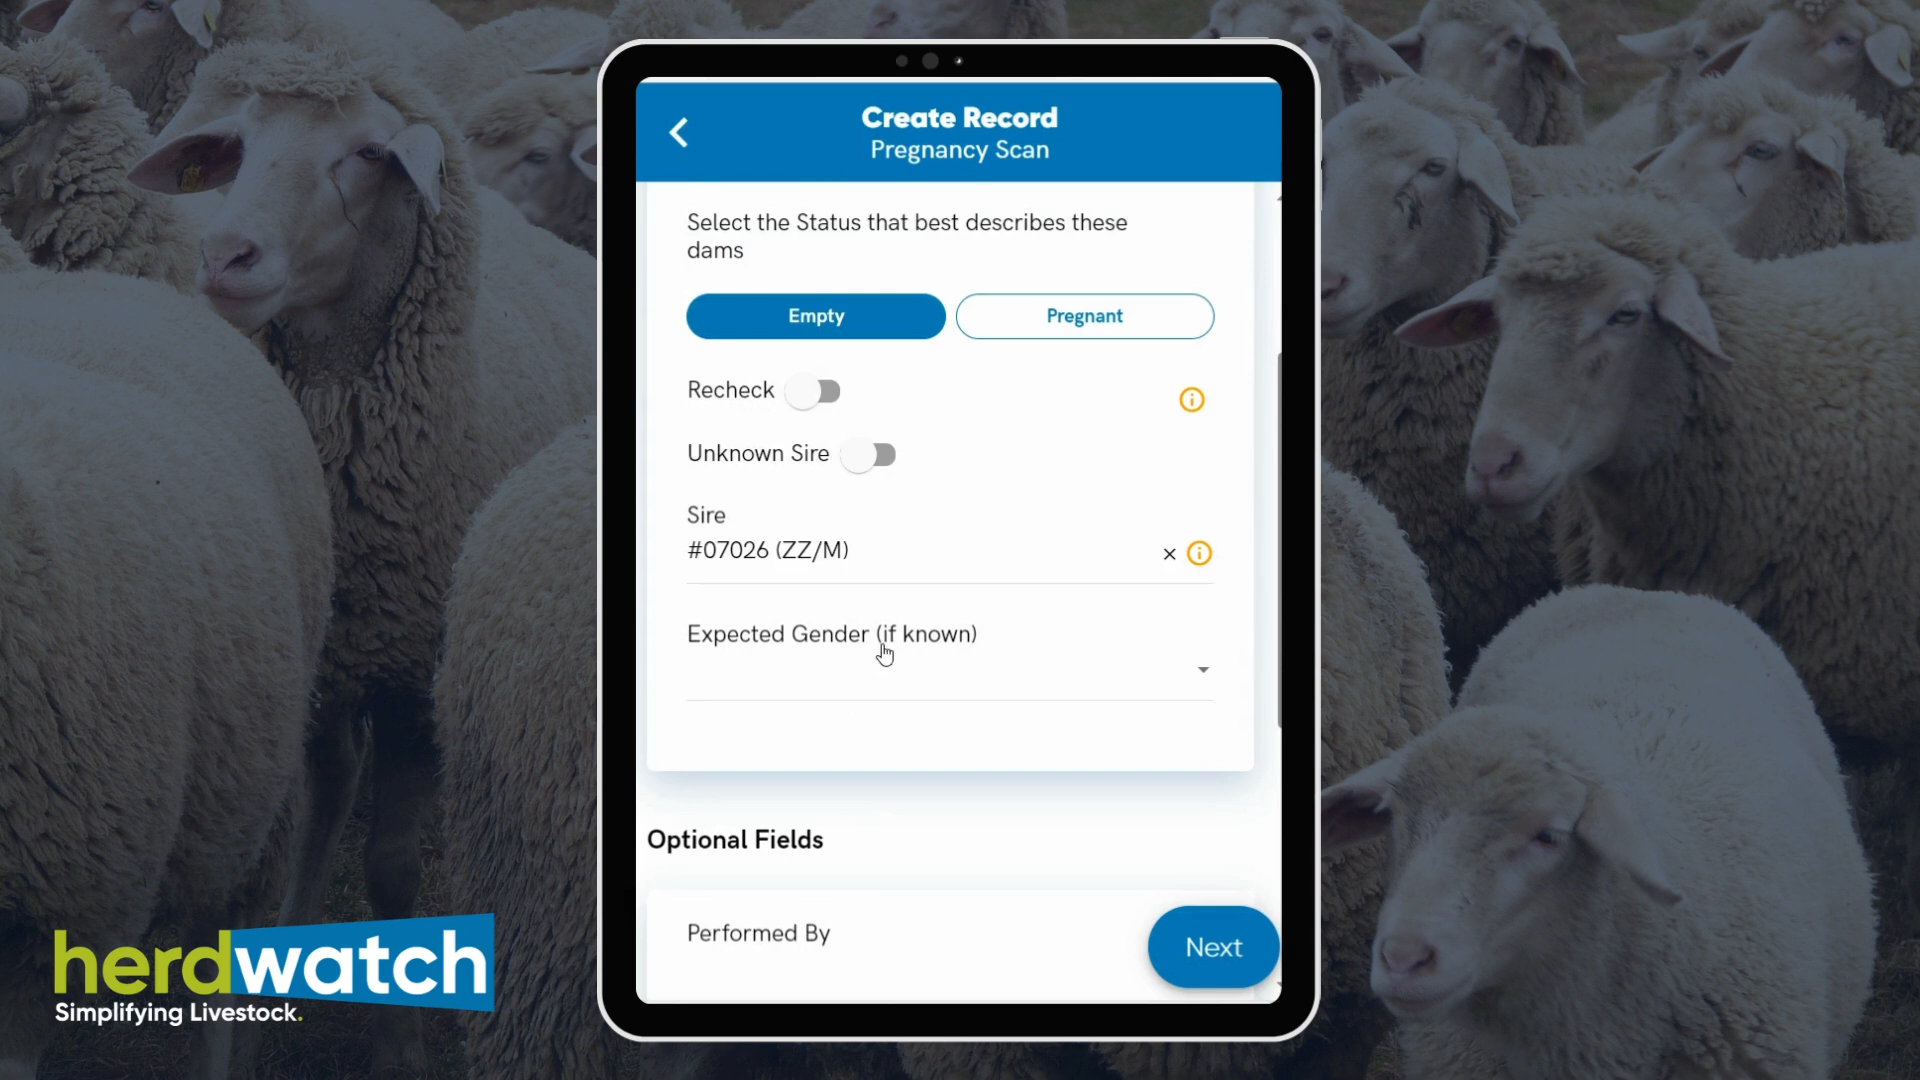 Create Record
Pregnancy Scan
Select the Status that best describes these
dams
Empty
Pregnant
Recheck
Unknown Sire
Sire
#07026 (ZZ/M)
Expected Gender (if known)
Optional Fields
Performed By
Next
herdwatch
Simplifying Livestock.